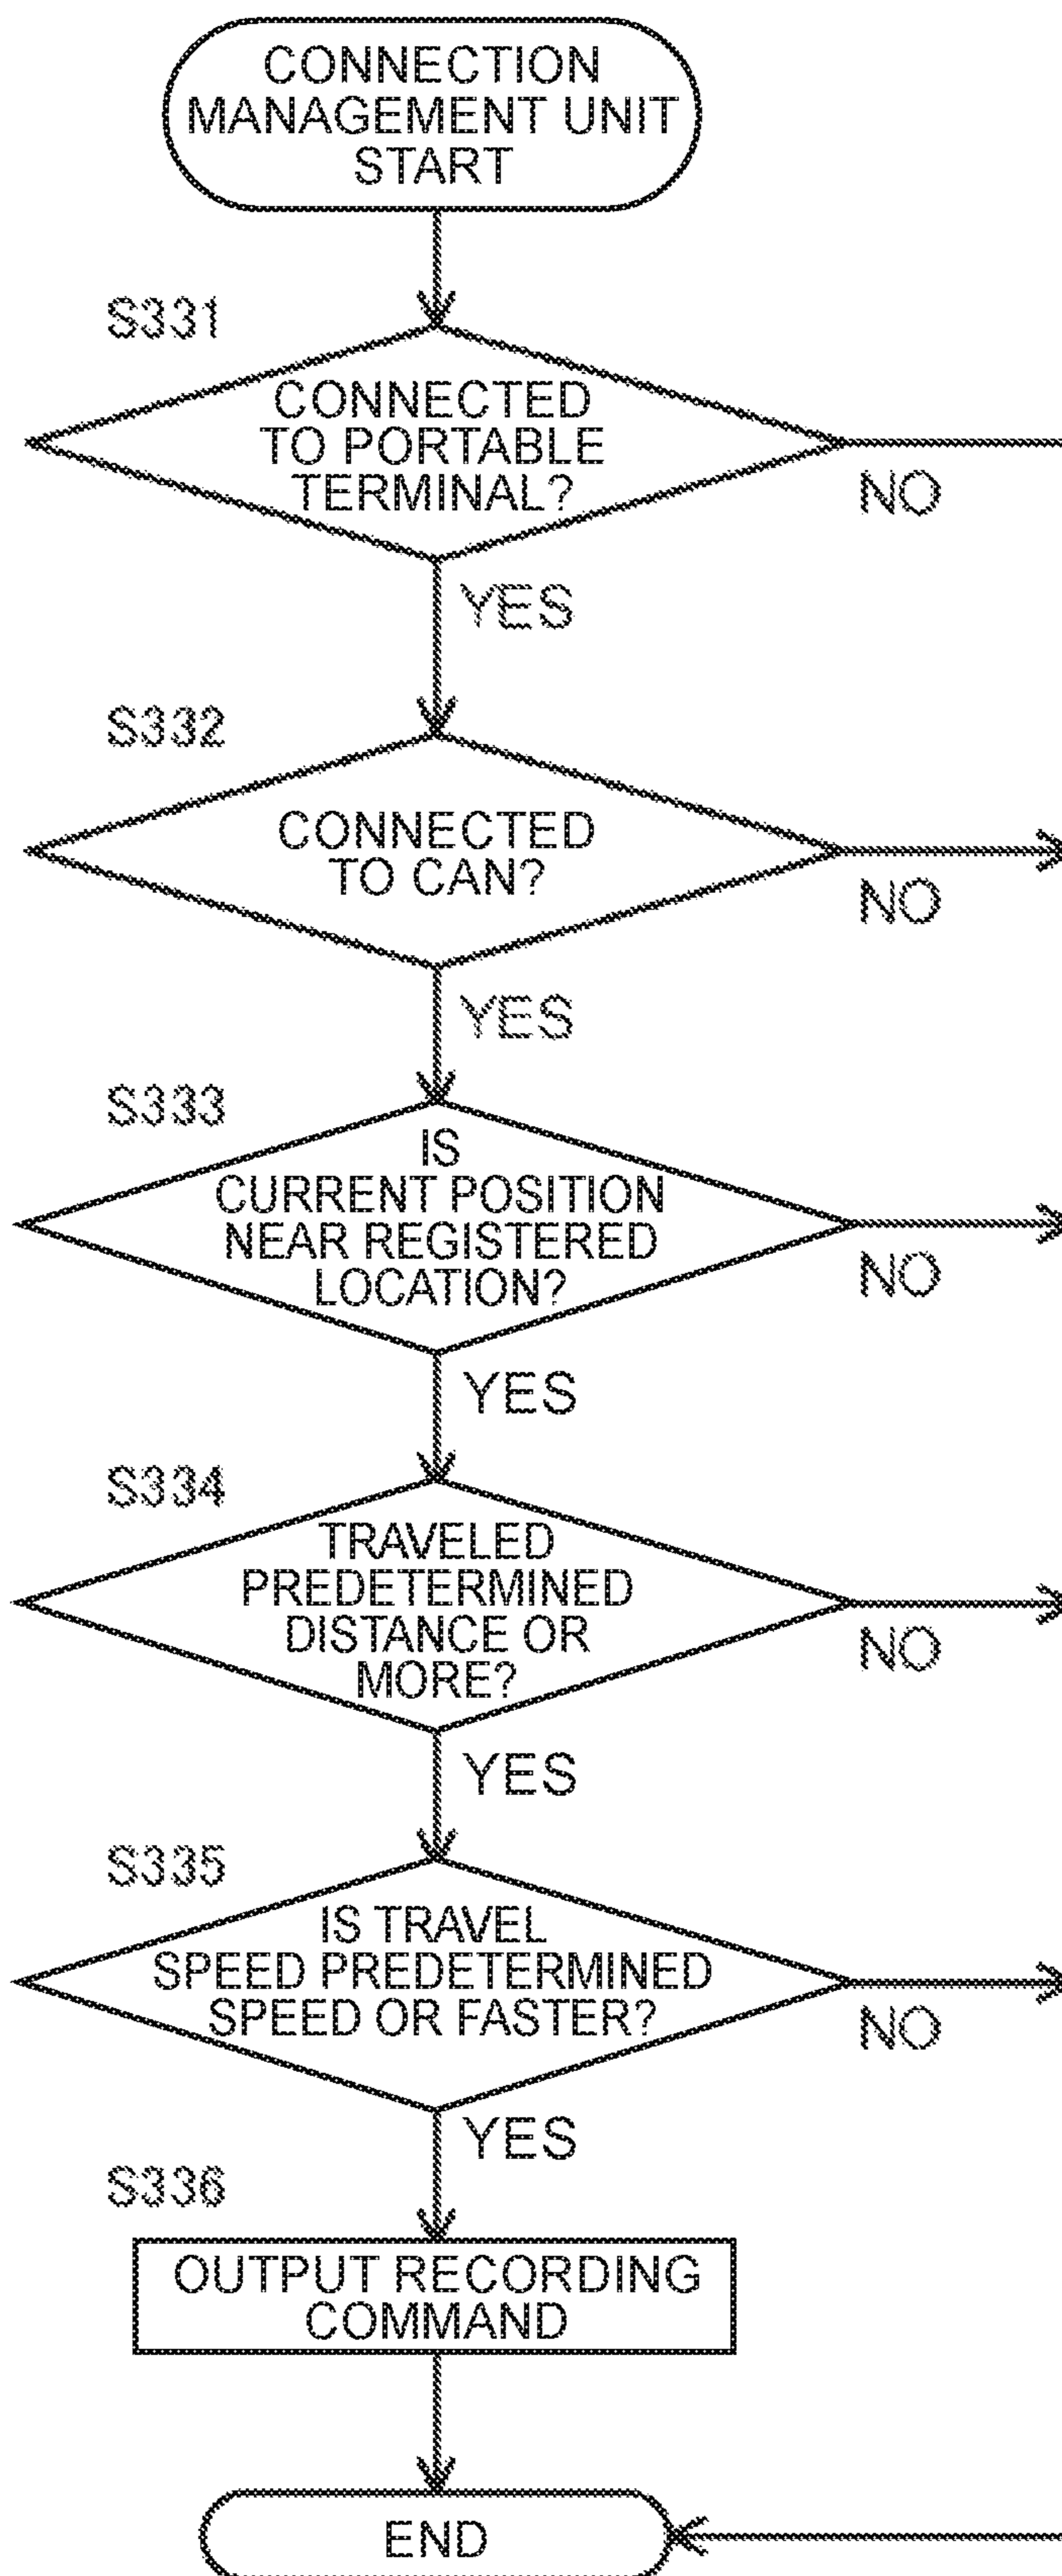 CONNECTION
MANAGEMENT UNIT
START
S331
CONNECTED
TO PORTABLE
TERMINAL?
NO
YES
S332
CONNECTED
TO CAN?
NO
YES
S333
IS
CURRENT POSITION
NEAR REGISTERED
LOCATION?
NO
YES
S334
TRAVELED
PREDETERMINED
DISTANCE OR
MORE?
NO
YES
S335
IS TRAVEL
SPEED PREDETERMINED
SPEED OR FASTER?
NO
YES
S336
OUTPUT RECORDING
COMMAND
END